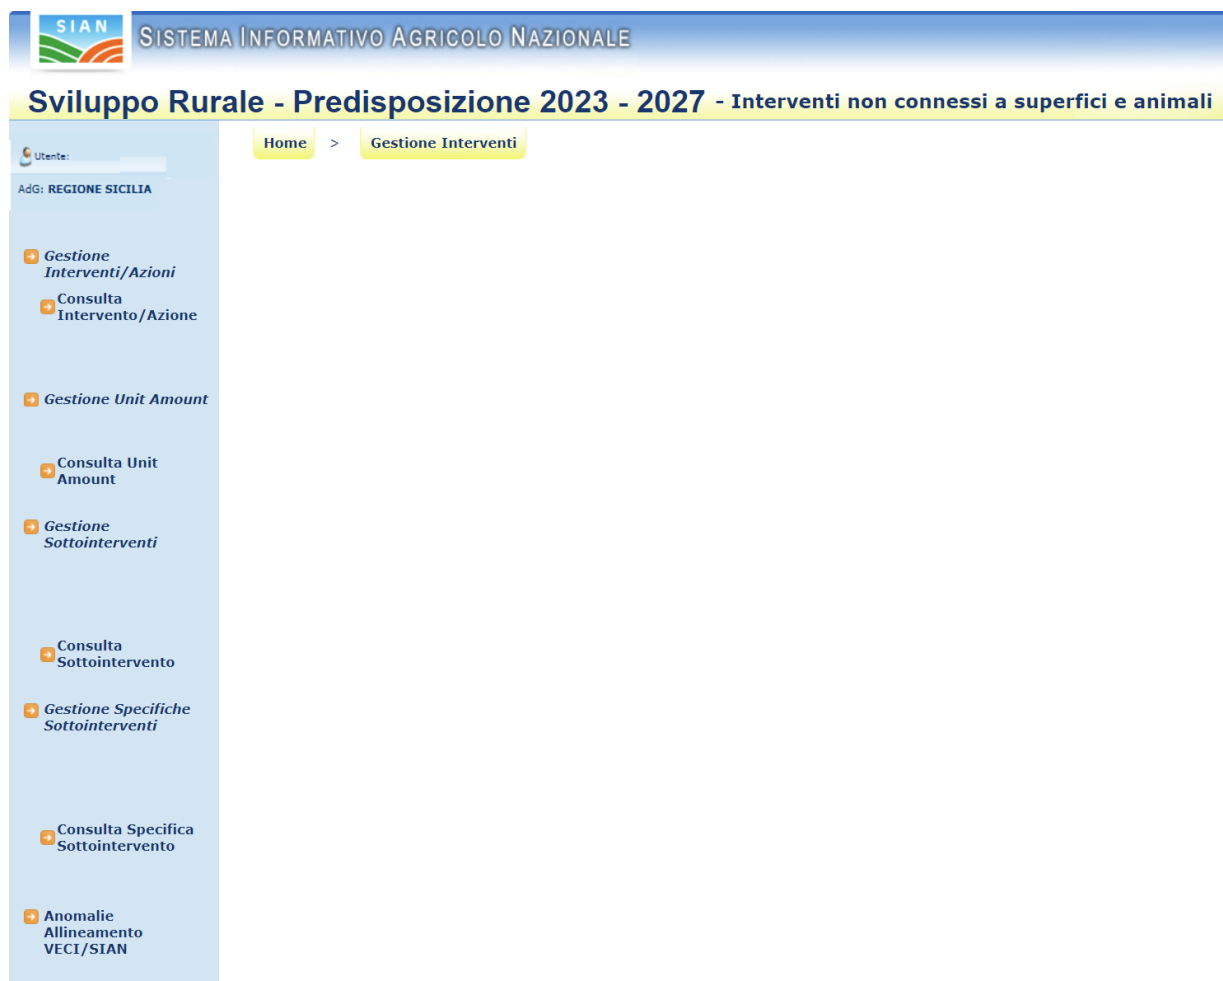 SIAN
SISTEMA INFORMATIVO AGRICOLO NAZIONALE
Sviluppo Rurale - Predisposizione 2023 - 2027 - Interventi non connessi a superfici e animali
Home > Gestione Interventi
Utente:
AdG: REGIONE SICILIA
Gestione
Interventi/Azioni
Consulta
Intervento/Azione
Gestione Unit Amount
Consulta Unit
Amount
Gestione
Sottointerventi
Consulta
Sottointervento
Gestione Specifiche
Sottointerventi
Consulta Specifica
Sottointervento
Anomalie
Allineamento
VECI/SIAN